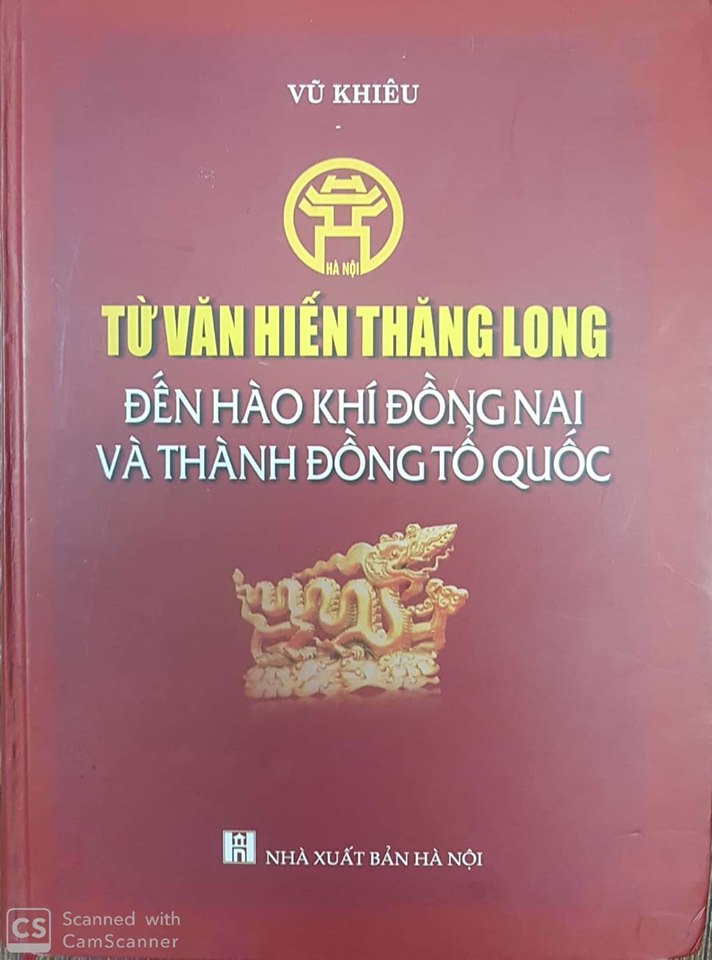 VŨ KHIÊU
HÀ NỘI
TỪ VĂN HIẾN THĂNG LONG
ĐẾN HÀO KHÍ ĐỒNG NAI
VÀ THÀNH ĐỒNG TỔ QUỐC
NHÀ XUẤT BẢN HÀ NỘI
CS Scanned with
CamScanner